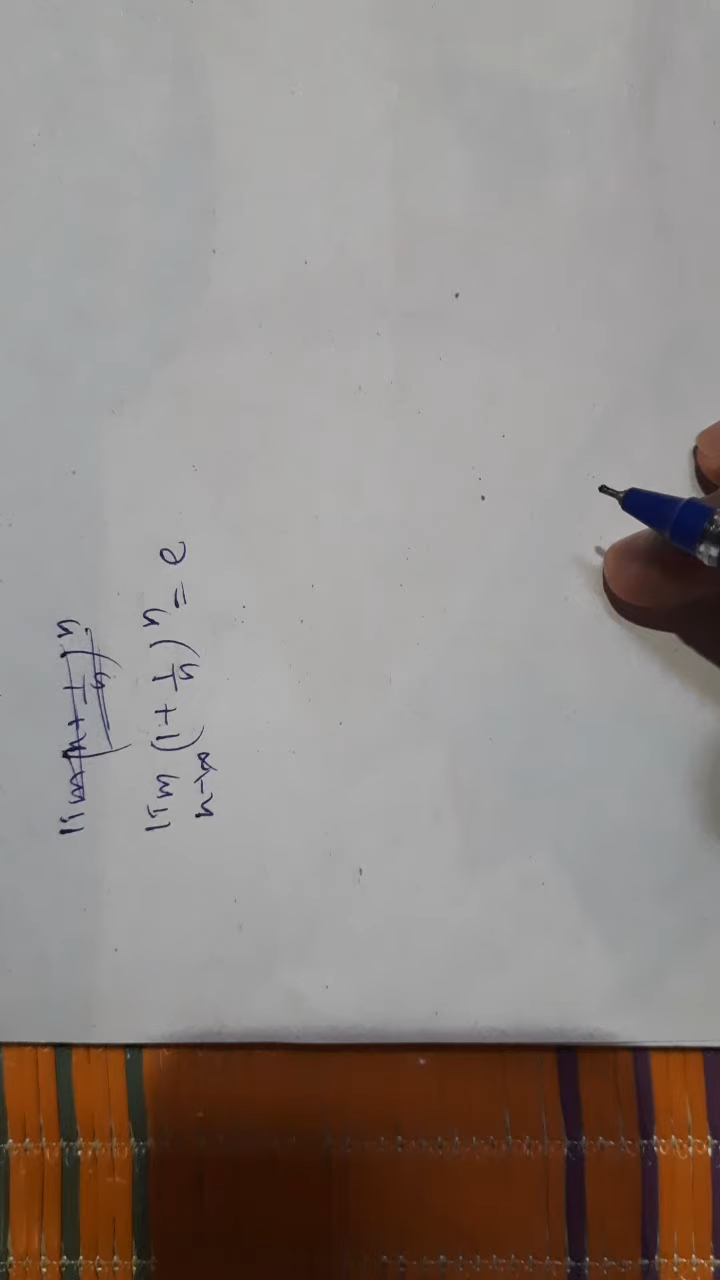 lim (1 + 1/n)^n = e
n→∞